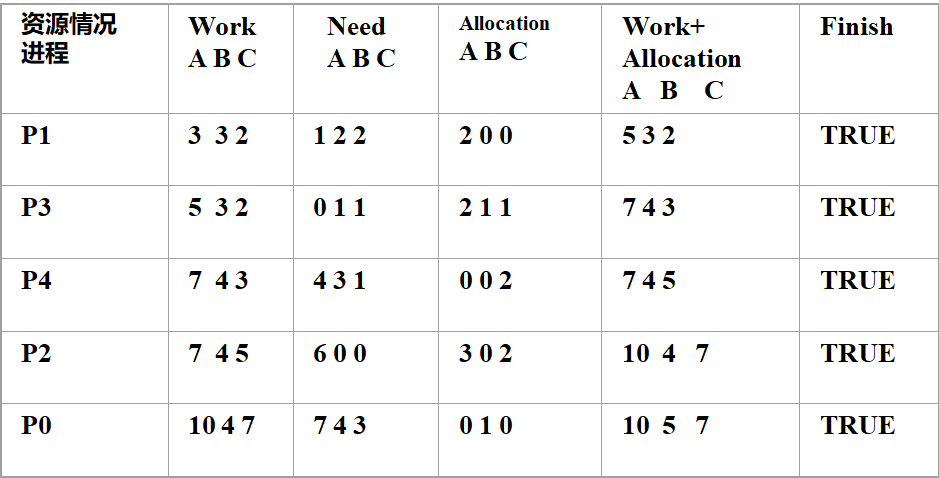 资源情况 进程 Work A B C Need A B C Allocation A B C Work+ Allocation A B C Finish
P1 3 3 2 1 2 2 2 0 0 5 3 2 TRUE
P3 5 3 2 0 1 1 2 1 1 7 4 3 TRUE
P4 7 4 3 4 3 1 0 0 2 7 4 5 TRUE
P2 7 4 5 6 0 0 3 0 2 10 4 7 TRUE
P0 10 4 7 7 4 3 0 1 0 10 5 7 TRUE